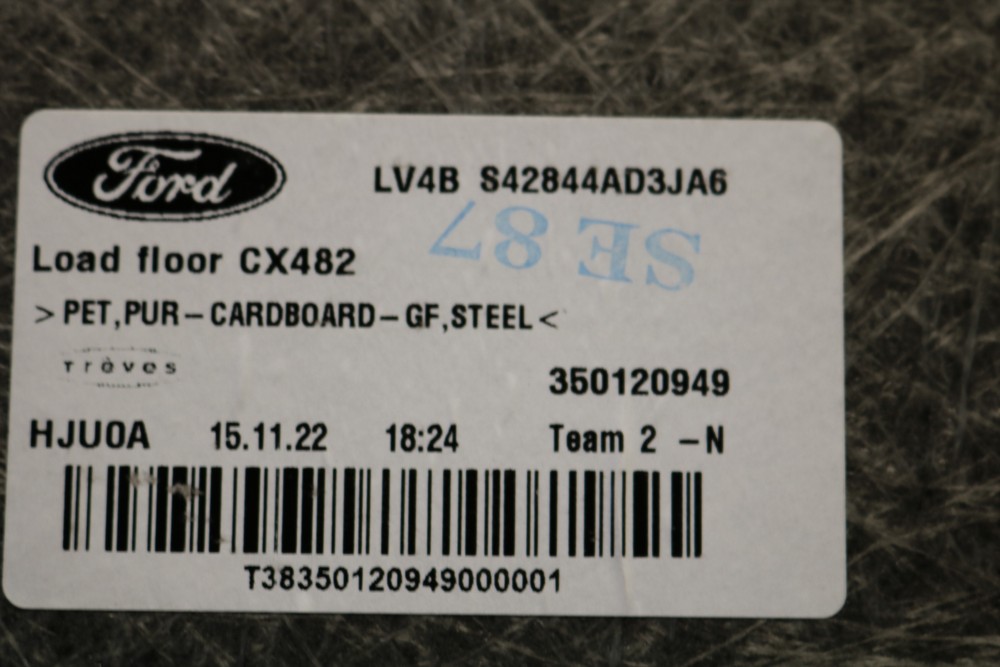 Ford
LV4B S42844AD3JA6
SE 87
Load floor CX482
>PET,PUR-CARDBOARD-GF,STEEL<
Trèves
350120949
HJU0A 15.11.22 18:24 Team 2 -N
T38350120949000001